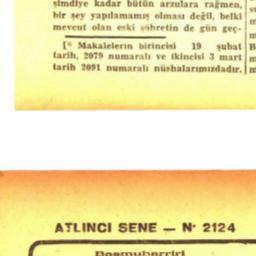 şimdiye kadar bütün arzulara rağmen,
bir şey yapılamamış olması değil, belki
mevcut olan eski şöhretin de gün geç-
[* Makalelerin birincisi 19 şubat
tarih, 2079 numaralı ve ikincisi 3 mart
tarih 2091 numaralı nüshalarımızdadır.]
ATLINCI SENE — N° 2124
Başmuharriri